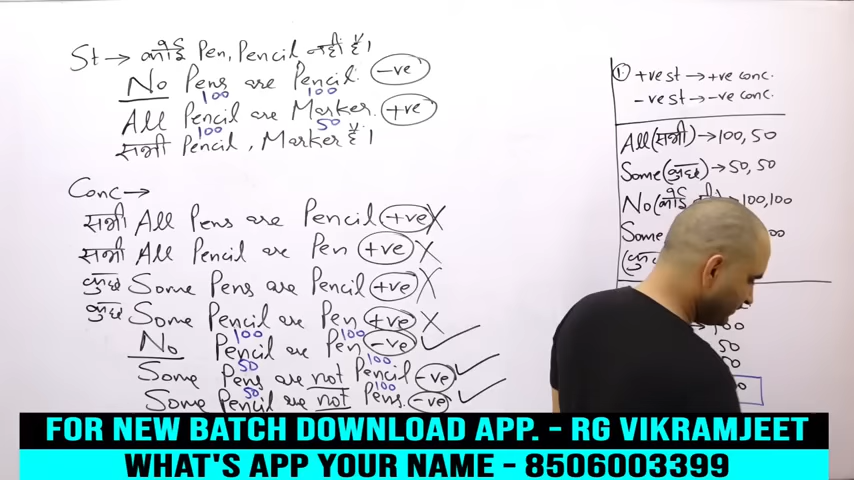 St → कोई Pen, Pencil नहीं है।
No Pens are Pencil. -ve
100 100
All Pencil are Marker. +ve
100 50
सभी Pencil, Marker है।
Conc →
सभी All Pens are Pencil +ve X
सभी All Pencil are Pen +ve X
कुछ Some Pens are Pencil +ve X
कुछ Some Pencil are Pen +ve X
100 100
No Pencil are Pen -ve ✓
50 100
Some Pens are not Pencil -ve ✓
50 100
Some Pencil are not Pens. -ve ✓
1. +ve st → +ve conc.
-ve st → -ve conc.
All (सभी) → 100, 50
Some (कुछ) → 50, 50
No (कोई नहीं) → 100, 100
Some
100
50
FOR NEW BATCH DOWNLOAD APP. - RG VIKRAMJEET
WHAT'S APP YOUR NAME - 8506003399